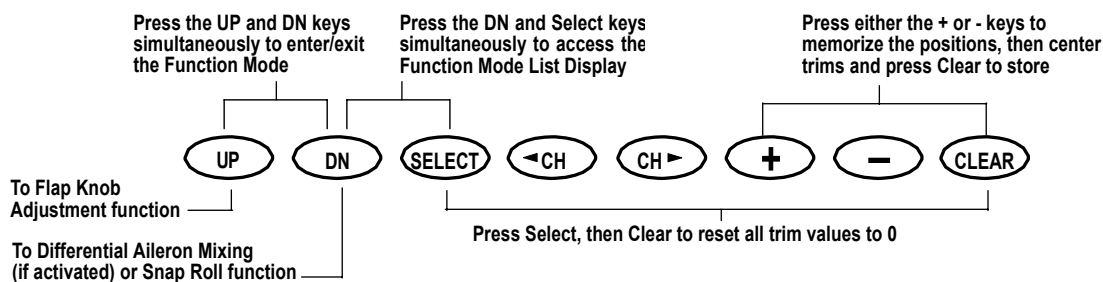 Press the UP and DN keys
simultaneously to enter/exit
the Function Mode
Press the DN and Select keys
simultaneously to access the
Function Mode List Display
Press either the + or - keys to
memorize the positions, then center
trims and press Clear to store
UP
DN
SELECT
◄CH
CH►
+
−
CLEAR
To Flap Knob
Adjustment function
Press Select, then Clear to reset all trim values to 0
To Differential Aileron Mixing
(if activated) or Snap Roll function